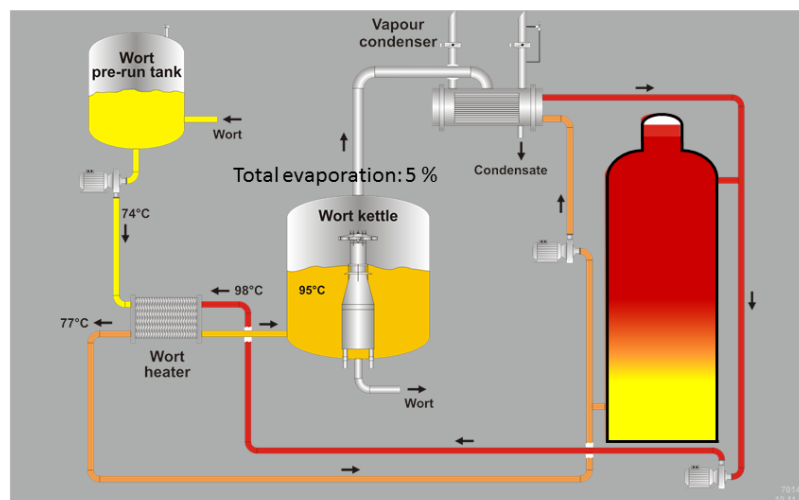 Vapour
condenser
Wort
pre-run tank
Wort
Condensate
Total evaporation: 5 %
74°C
Wort kettle
98°C
95°C
77°C
Wort
heater
Wort